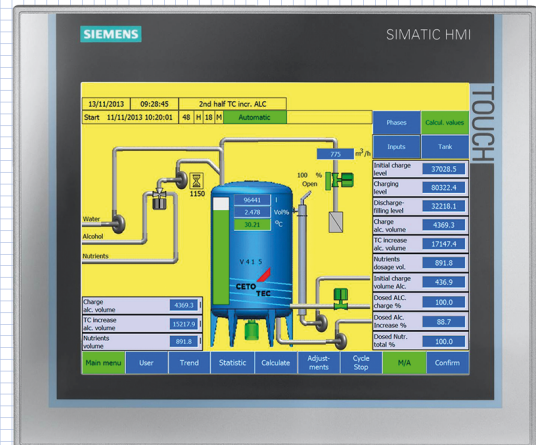 SIEMENS
SIMATIC HMI
TOUCH
13/11/2013 09:28:45 2nd half TC incr. ALC
Start 11/11/2013 10:20:01 48 H 18 M Automatic
Phases Calcul. values
Inputs Tank
775 m³/h
100 %
Open
1150
Initial charge level 37028.5
Charging level 80322.4
Discharge-filling level 32218.1
Charge alc. volume 4369.3
TC increase alc. volume 17147.4
Nutrients dosage vol. 891.8
Initial charge volume Alc. 436.9
Dosed ALC. charge % 100.0
Dosed Alc. Increase % 88.7
Dosed Nutr. total % 100.0
96441 l
2.478 Vol%
30.21 °C
V 4 1 5
CETO
TEC
Water
Alcohol
Nutrients
Charge alc. volume 4369.3 l
TC increase alc. volume 15217.9 l
Nutrients volume 891.8 l
Main menu User Trend Statistic Calculate Adjust-ments Cycle Stop M/A Confirm